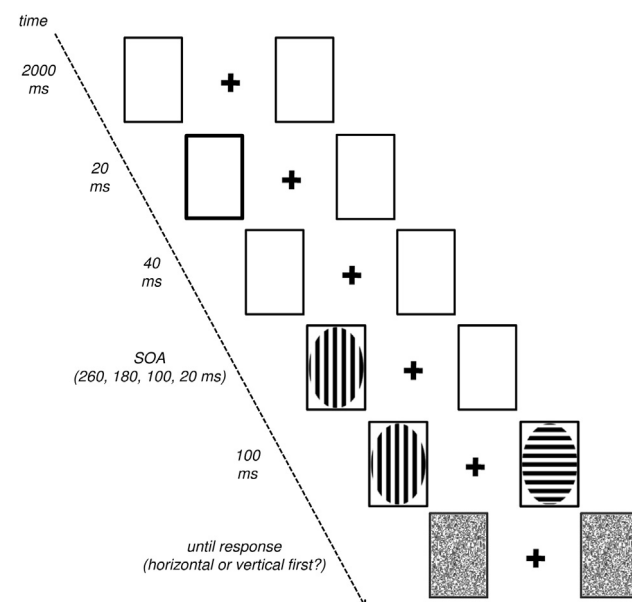 time
2000
ms
20
ms
40
ms
SOA
(260, 180, 100, 20 ms)
100
ms
until response
(horizontal or vertical first?)